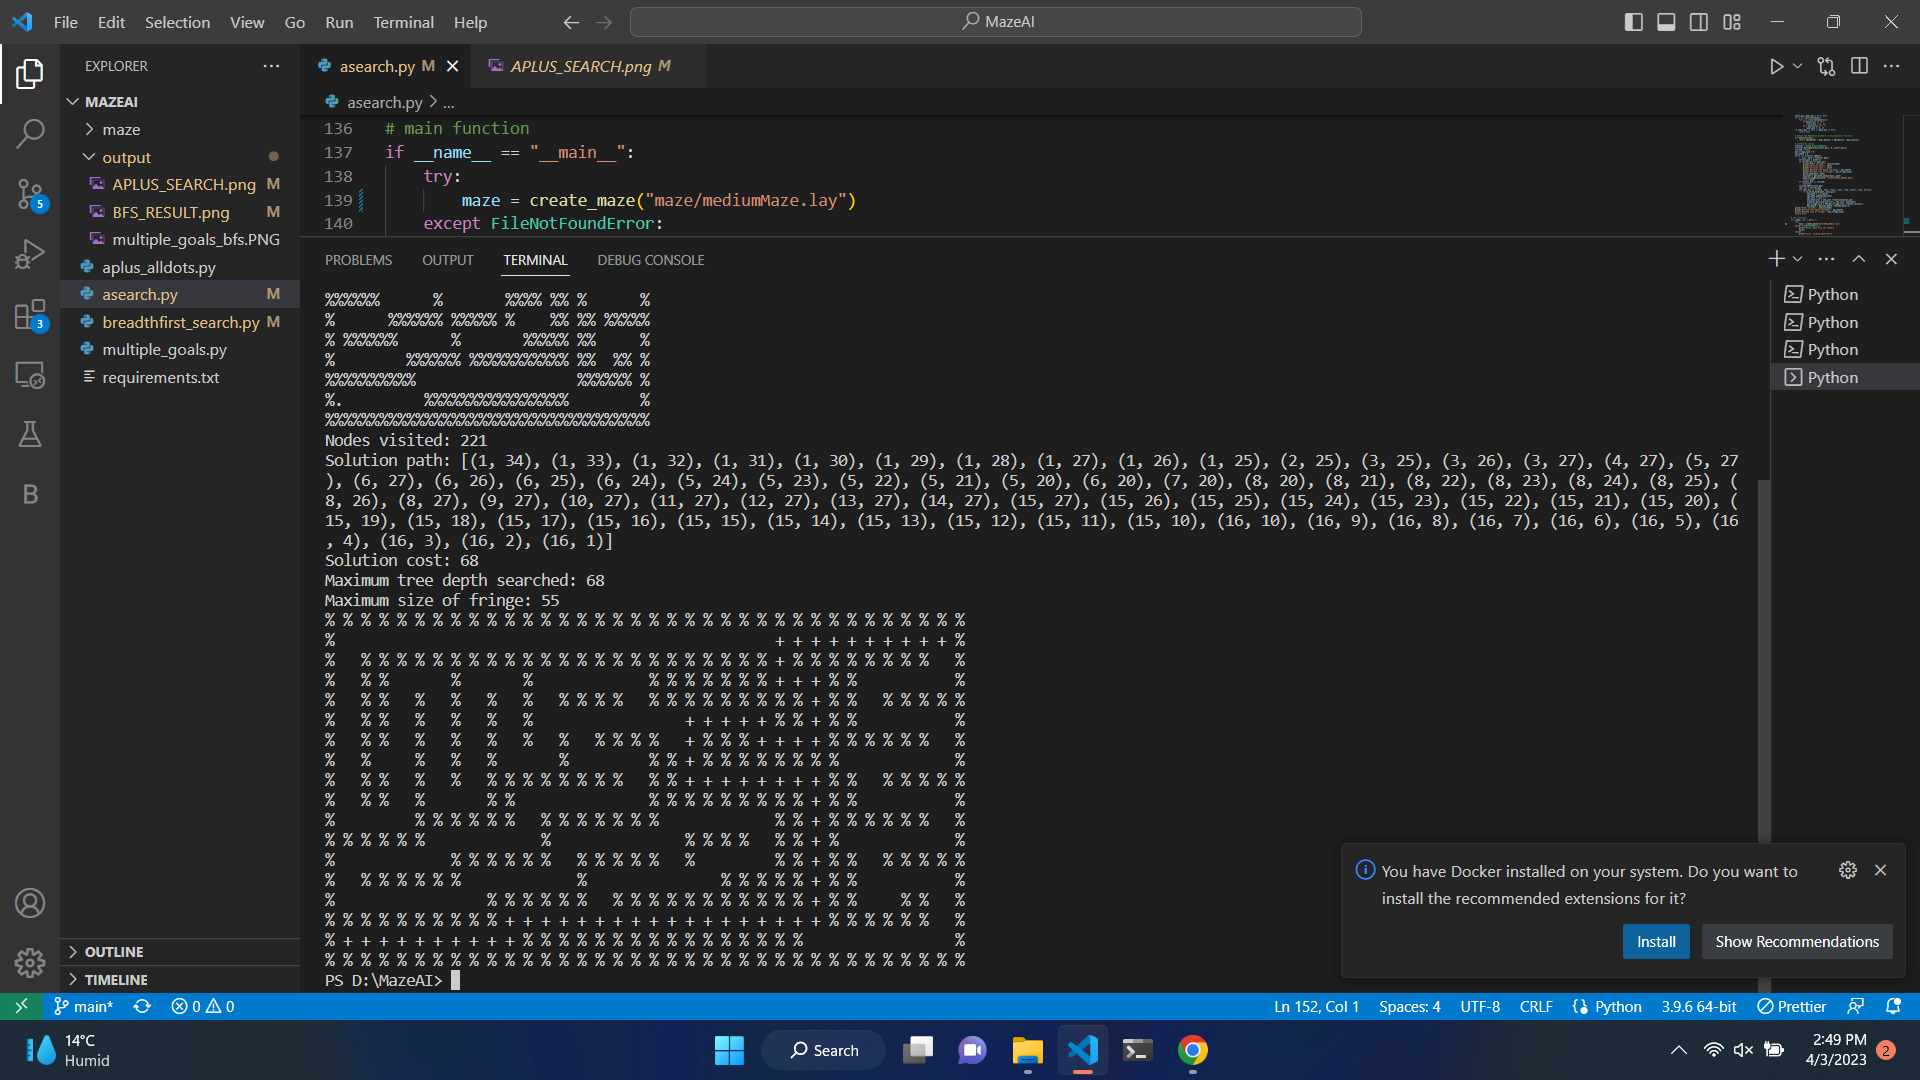 File Edit Selection View Go Run Terminal Help
MazeAI
EXPLORER
MAZEAI
maze
output
APLUS_SEARCH.png M
BFS_RESULT.png M
multiple_goals_bfs.PNG
aplus_alldots.py
asearch.py M
breadthfirst_search.py M
multiple_goals.py
requirements.txt
OUTLINE
TIMELINE
5
3
B
asearch.py M
APLUS_SEARCH.png M
asearch.py > ...
136 # main function
137 if __name__ == "__main__":
138 try:
139 maze = create_maze("maze/mediumMaze.lay")
140 except FileNotFoundError:
PROBLEMS OUTPUT TERMINAL DEBUG CONSOLE
Python
Python
Python
Python
Nodes visited: 221
Solution path: [(1, 34), (1, 33), (1, 32), (1, 31), (1, 30), (1, 29), (1, 28), (1, 27), (1, 26), (1, 25), (2, 25), (3, 25), (3, 26), (3, 27), (4, 27), (5, 27
), (6, 27), (6, 26), (6, 25), (6, 24), (5, 24), (5, 23), (5, 22), (5, 21), (5, 20), (6, 20), (7, 20), (8, 20), (8, 21), (8, 22), (8, 23), (8, 24), (8, 25), (
8, 26), (8, 27), (9, 27), (10, 27), (11, 27), (12, 27), (13, 27), (14, 27), (15, 27), (15, 26), (15, 25), (15, 24), (15, 23), (15, 22), (15, 21), (15, 20), (
15, 19), (15, 18), (15, 17), (15, 16), (15, 15), (15, 14), (15, 13), (15, 12), (15, 11), (15, 10), (16, 10), (16, 9), (16, 8), (16, 7), (16, 6), (16, 5), (16
, 4), (16, 3), (16, 2), (16, 1)]
Solution cost: 68
Maximum tree depth searched: 68
Maximum size of fringe: 55
PS D:\MazeAI>
You have Docker installed on your system. Do you want to
install the recommended extensions for it?
Install Show Recommendations
main* 0 0
Ln 152, Col 1 Spaces: 4 UTF-8 CRLF Python 3.9.6 64-bit Prettier
14°C
Humid
Search
2:49 PM
4/3/2023
2